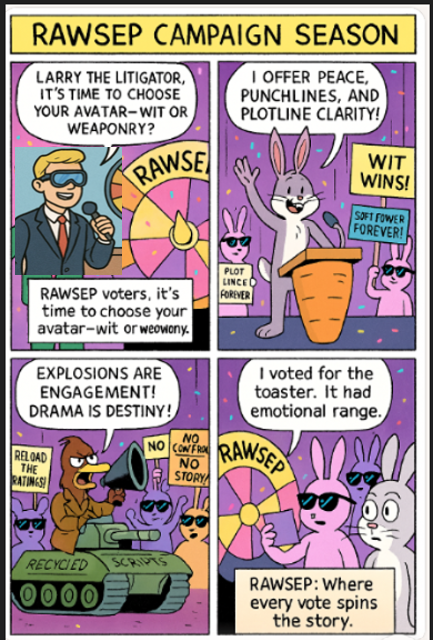 RAWSEP CAMPAIGN SEASON
LARRY THE LITIGATOR,
IT'S TIME TO CHOOSE
YOUR AVATAR—WIT OR
WEAPONRY?
RAWSE
RAWSEP voters, it's
time to choose your
avatar—wit or weowony.
I OFFER PEACE,
PUNCHLINES, AND
PLOTLINE CLARITY!
WIT
WINS!
SOFT FOWER
FOREVER!
PLOT
LINCE
FOREVER
EXPLOSIONS ARE
ENGAGEMENT!
DRAMA IS DESTINY!
RELOAD
THE
RATINGS!
NO
NO
CONFROU
NO
STORY!
RECYCLED SCRIPTS
I voted for the
toaster. It had
emotional range.
RAWSEP
RAWSEP: Where
every vote spins
the story.